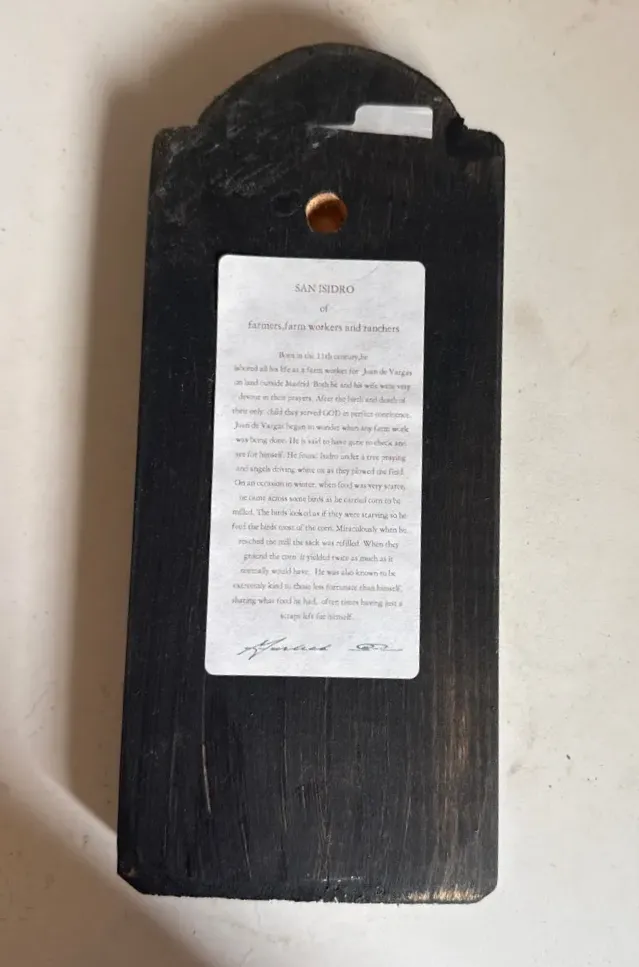 SAN ISIDRO
of
farmers,farm workers and ranchers
Born in the 11th century,he
labored all his life as a farm worker for Juan de Vargas
on land outside Madrid. Both he and his wife were very
devout in their prayers. After the birth and death of
their only child they served GOD in perfect continence.
Juan de Vargas began to wonder when any farm work
was being done. He is said to have gone to check and
see for himself. He found Isidro under a tree praying
and angels driving white ox as they plowed the field.
On an occasion in winter, when food was very scarce,
he came across some birds as he carried corn to be
milled. The birds looked as if they were starving so he
feed the birds most of the corn. Miraculously when he
reached the mill the sack was refilled. When they
ground the corn it yielded twice as much as it
normally would have. He was also known to be
extremely kind to those less fortunate than himself,
sharing what food he had, often times having just a
scraps left for himself.